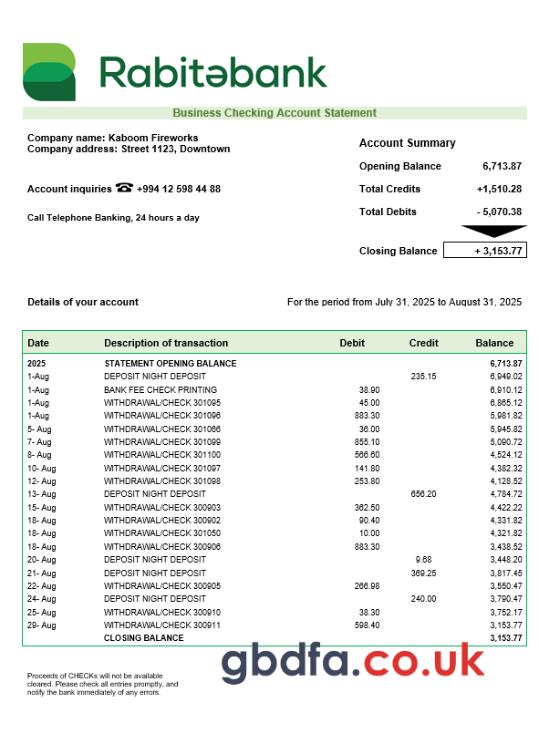 Rabitəbank
Business Checking Account Statement
Company name: Kaboom Fireworks
Company address: Street 1123, Downtown
Account inquiries ☎ +994 12 598 44 88
Call Telephone Banking, 24 hours a day
Account Summary
Opening Balance 6,713.87
Total Credits +1,510.28
Total Debits - 5,070.38
Closing Balance + 3,153.77
Details of your account For the period from July 31, 2025 to August 31, 2025
Date Description of transaction Debit Credit Balance
2025 STATEMENT OPENING BALANCE 6,713.87
1-Aug DEPOSIT NIGHT DEPOSIT 235.15 6,949.02
1-Aug BANK FEE CHECK PRINTING 38.90 6,910.12
1-Aug WITHDRAWAL/CHECK 301095 45.00 6,865.12
1-Aug WITHDRAWAL/CHECK 301096 883.30 5,981.82
5- Aug WITHDRAWAL/CHECK 301066 36.00 5,945.82
7- Aug WITHDRAWAL/CHECK 301099 855.10 5,090.72
8- Aug WITHDRAWAL/CHECK 301100 566.60 4,524.12
10- Aug WITHDRAWAL/CHECK 301097 141.80 4,382.32
12- Aug WITHDRAWAL/CHECK 301098 253.80 4,128.52
13- Aug DEPOSIT NIGHT DEPOSIT 656.20 4,784.72
15- Aug WITHDRAWAL/CHECK 300903 362.50 4,422.22
18- Aug WITHDRAWAL/CHECK 300902 90.40 4,331.82
18- Aug WITHDRAWAL/CHECK 301050 10.00 4,321.82
18- Aug WITHDRAWAL/CHECK 300906 883.30 3,438.52
20- Aug DEPOSIT NIGHT DEPOSIT 9.68 3,448.20
21- Aug DEPOSIT NIGHT DEPOSIT 369.25 3,817.45
22- Aug WITHDRAWAL/CHECK 300905 266.98 3,550.47
24- Aug DEPOSIT NIGHT DEPOSIT 240.00 3,790.47
25- Aug WITHDRAWAL/CHECK 300910 38.30 3,752.17
29- Aug WITHDRAWAL/CHECK 300911 598.40 3,153.77
CLOSING BALANCE 3,153.77
gbdfa.co.uk
Proceeds of CHECKs will not be available
cleared. Please check all entries promptly, and
notify the bank immediately of any errors.